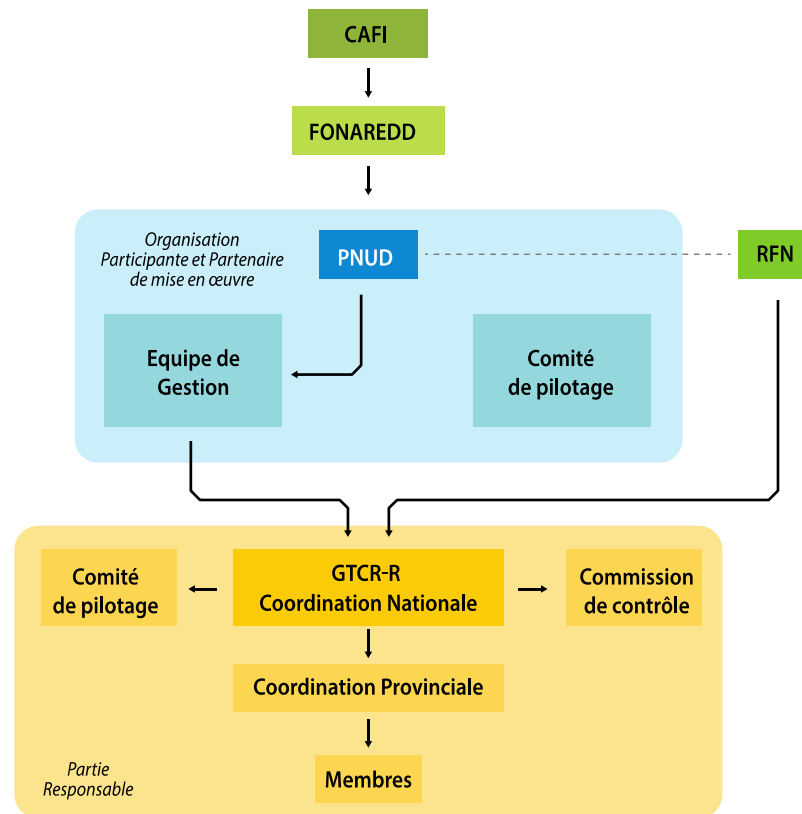 CAFI
FONAREDD
Organisation
Participante et Partenaire
de mise en œuvre
PNUD
RFN
Equipe de
Gestion
Comité
de pilotage
Comité
de pilotage
GTCR-R
Coordination Nationale
Commission
de contrôle
Coordination Provinciale
Membres
Partie
Responsable